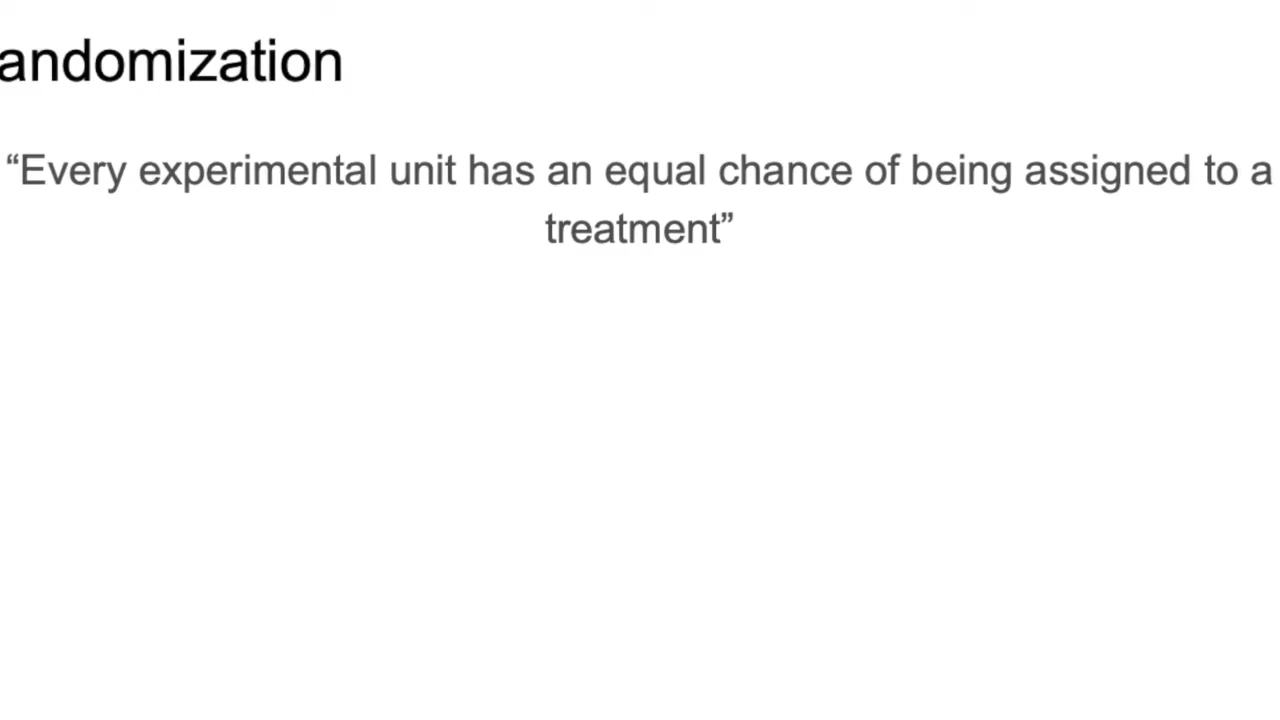 andomization
“Every experimental unit has an equal chance of being assigned to a
treatment”